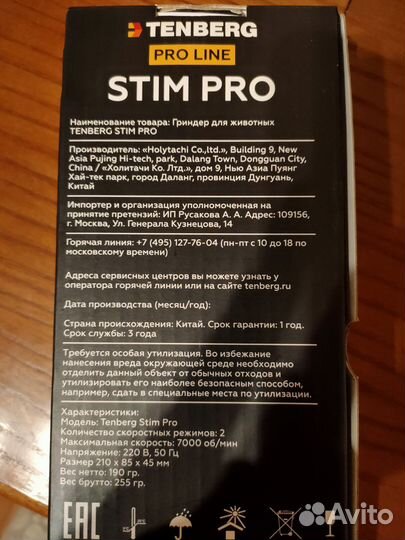 TENBERG
PRO LINE
STIM PRO
Наименование товара: Гриндер для животных
TENBERG STIM PRO
Производитель: «Holytachi Co.,ltd.», Building 9, New
Asia Pujing Hi-tech, park, Dalang Town, Dongguan City,
China / «Холитачи Ко. Лтд.», дом 9, Нью Азиа Пуянг
Хай-тек парк, город Даланг, провинция Дунгуань,
Китай
Импортер и организация уполномоченная на
принятие претензий: ИП Русакова А. А. Адрес: 109156,
г. Москва, Ул. Генерала Кузнецова, 14
Горячая линия: +7 (495) 127-76-04 (пн-пт с 10 до 18 по
московскому времени)
Адреса сервисных центров вы можете узнать у
оператора горячей линии или на сайте tenberg.ru
Дата производства (месяц/год):
Страна происхождения: Китай. Срок гарантии: 1 год.
Срок службы: 3 года
Требуется особая утилизация. Во избежание
нанесения вреда окружающей среде необходимо
отделить данный объект от обычных отходов и
утилизировать его наиболее безопасным способом,
например, сдать в специальные места по утилизации.
Характеристики:
Модель: Tenberg Stim Pro
Количество скоростных режимов: 2
Максимальная скорость: 7000 об/мин
Напряжение: 220 В, 50 Гц
Размер 210 х 85 х 45 мм
Вес нетто: 190 гр.
Вес брутто: 255 гр.
EAC
Avito